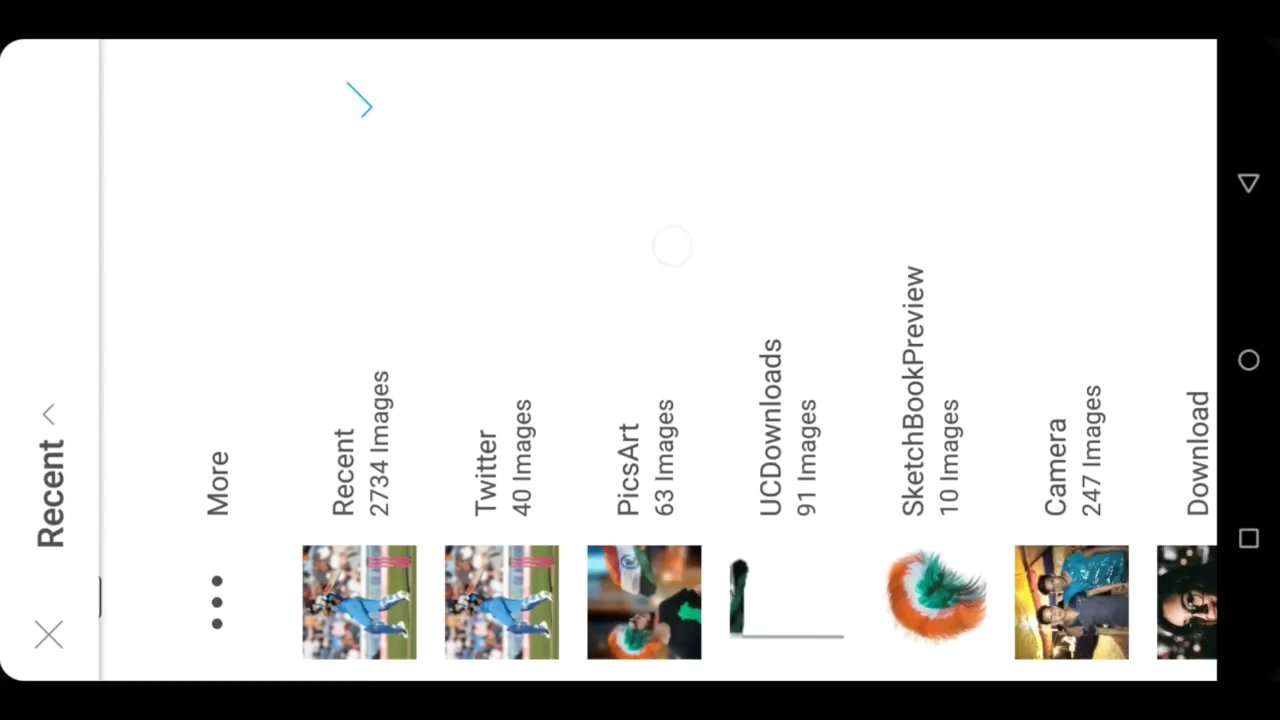 Recent
More
Recent
2734 Images
Twitter
40 Images
PicsArt
63 Images
UCDownloads
91 Images
SketchBookPreview
10 Images
Camera
247 Images
Download